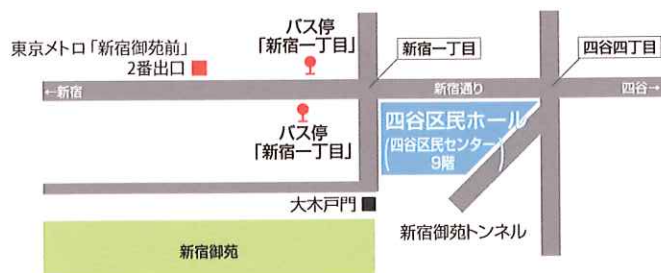 バス停
「新宿一丁目」
東京メトロ「新宿御苑前」
2番出口
新宿一丁目
四谷四丁目
←新宿
新宿通り
四谷→
バス停
「新宿一丁目」
四谷区民ホール
(四谷区民センター)
9階
大木戸門
新宿御苑トンネル
新宿御苑